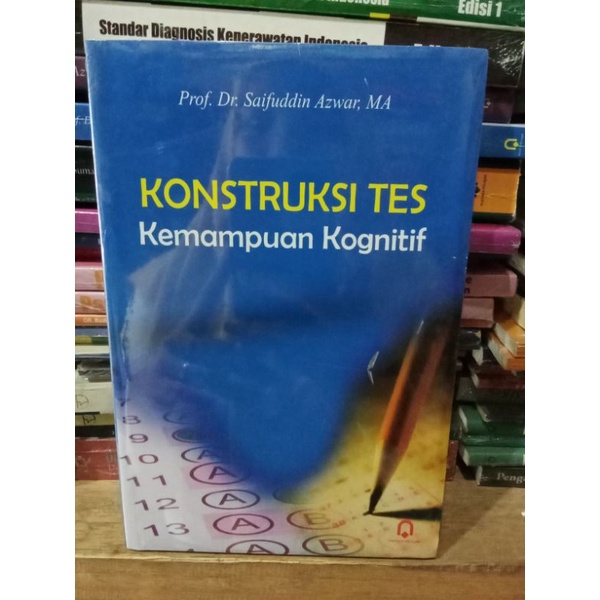 Edisi 1
Standar Diagnosis Keperawatan Indonesia
Prof. Dr. Saifuddin Azwar, MA
KONSTRUKSI TES
Kemampuan Kognitif
8
9 A
10 A
11 A
12 A
13 A B